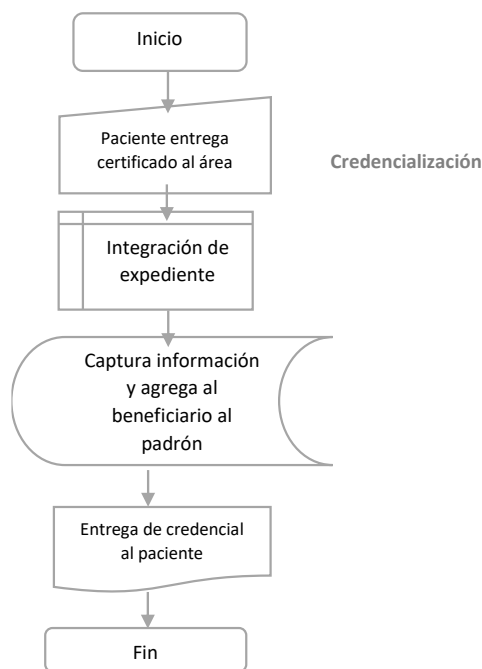 Inicio
Paciente entrega
certificado al área
Credencialización
Integración de
expediente
Captura información
y agrega al
beneficiario al
padrón
Entrega de credencial
al paciente
Fin